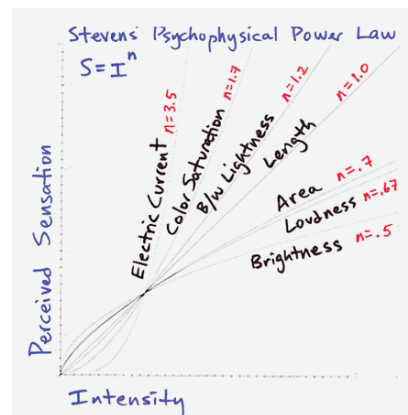 Stevens' Psychophysical Power Law
S=I^n
Electric Current n=3.5
Color Saturation n=1.7
B/W Lightness n=1.2
Length n=1.0
Area n=.7
Loudness n=.67
Brightness n=.5
Perceived Sensation
Intensity